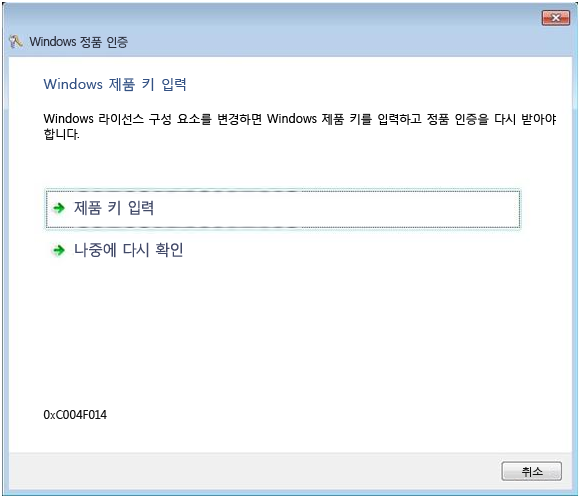 Windows 정품 인증
Windows 제품 키 입력
Windows 라이선스 구성 요소를 변경하면 Windows 제품 키를 입력하고 정품 인증을 다시 받아야
합니다.
제품 키 입력
나중에 다시 확인
0xC004F014
취소